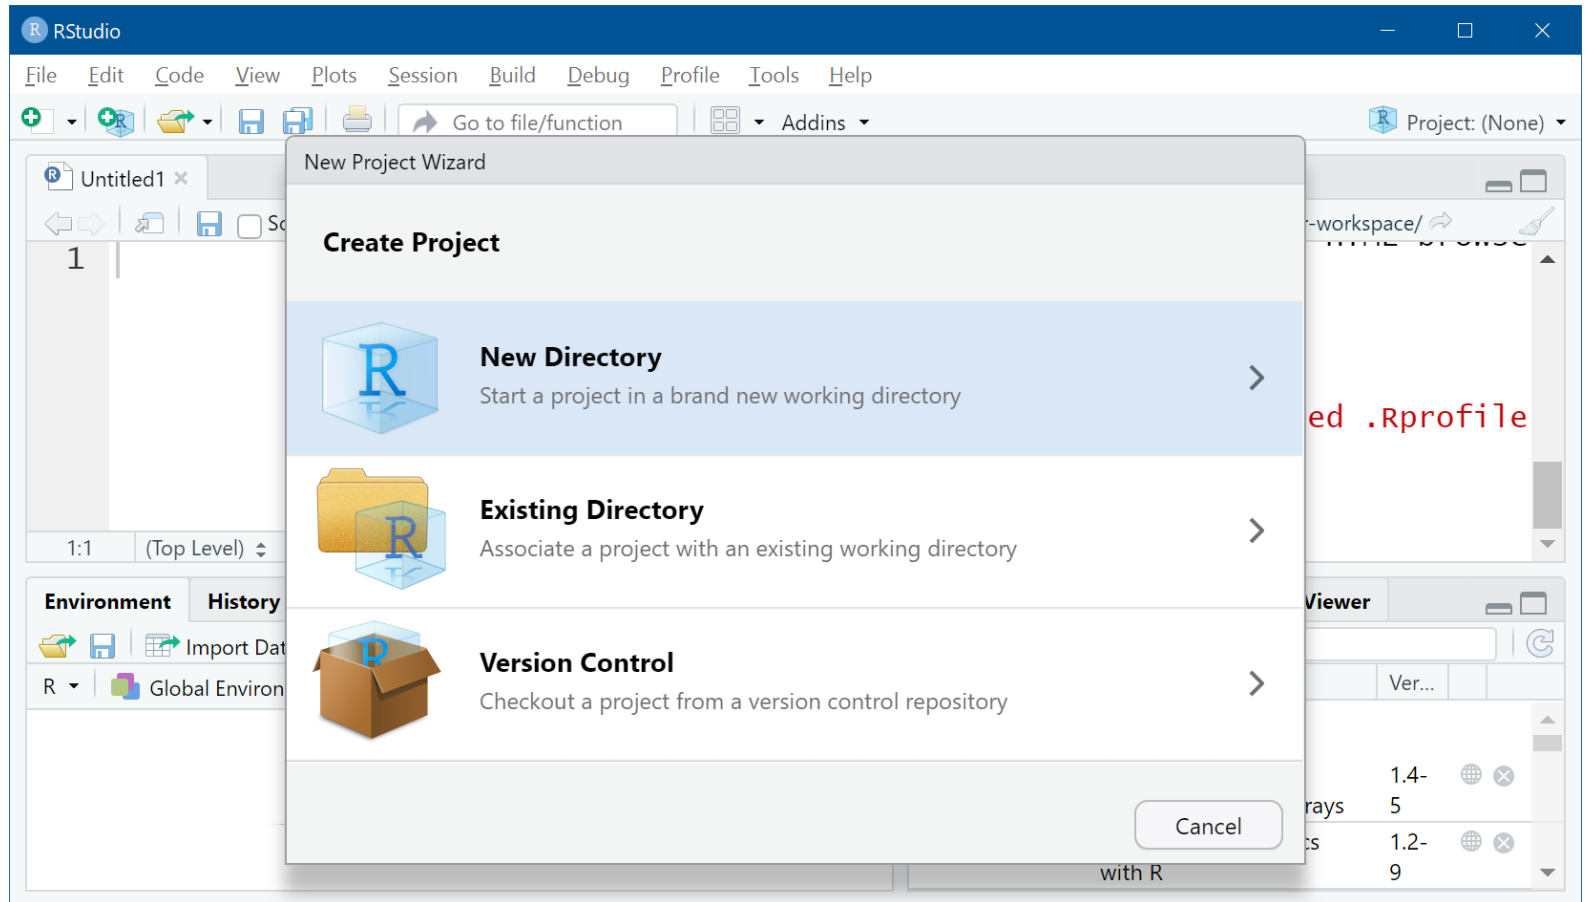 RStudio
File Edit Code View Plots Session Build Debug Profile Tools Help
Go to file/function Addins Project: (None)
Untitled1
New Project Wizard
-workspace/
1
Create Project
New Directory
Start a project in a brand new working directory
ed .Rprofile
Existing Directory
Associate a project with an existing working directory
1:1 (Top Level)
Environment History Viewer
Import Dat
Version Control
Checkout a project from a version control repository
R Global Environ Ver...
1.4-
rays 5
Cancel
cs 1.2-
with R 9